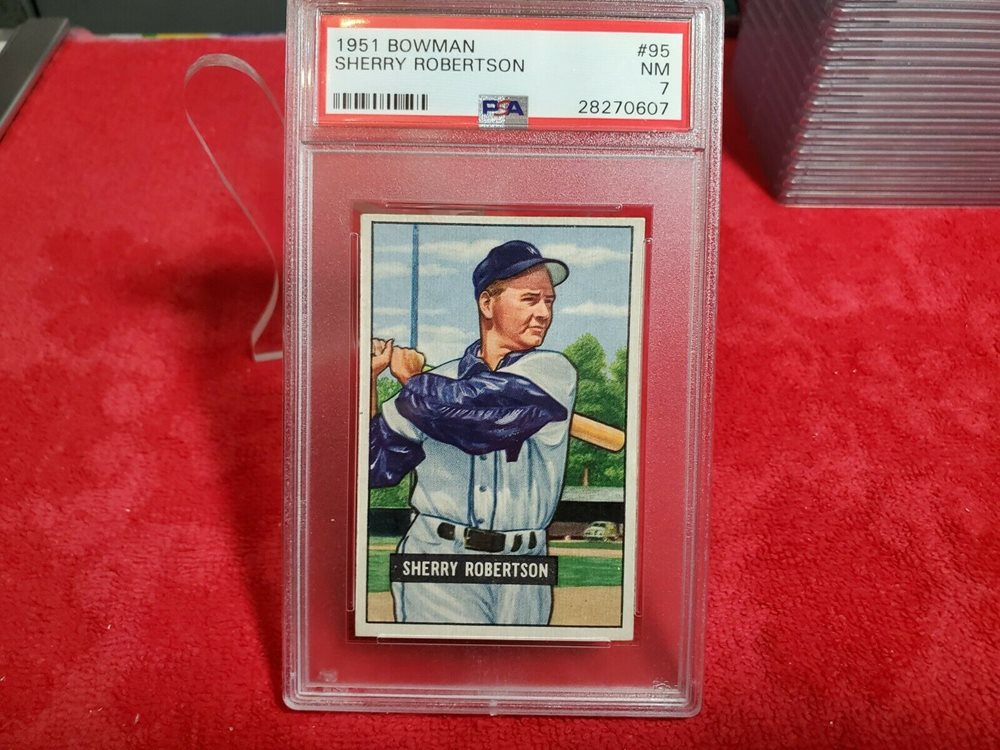 1951 BOWMAN
#95
SHERRY ROBERTSON
NM
7
PSA
28270607
W
SHERRY ROBERTSON